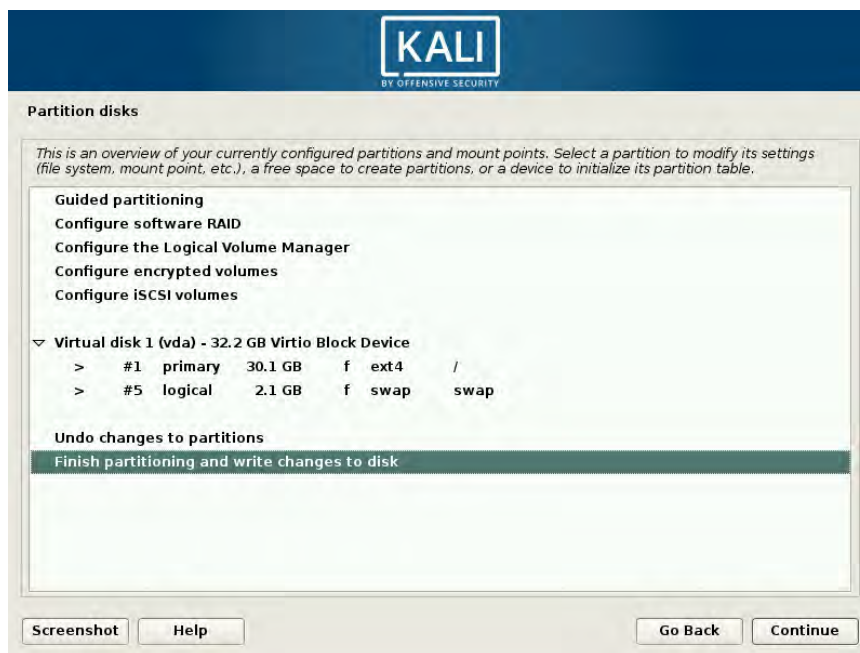 KALI
BY OFFENSIVE SECURITY
Partition disks
This is an overview of your currently configured partitions and mount points. Select a partition to modify its settings
(file system, mount point, etc.), a free space to create partitions, or a device to initialize its partition table.
Guided partitioning
Configure software RAID
Configure the Logical Volume Manager
Configure encrypted volumes
Configure iSCSI volumes
Virtual disk 1 (vda) - 32.2 GB Virtio Block Device
> #1 primary 30.1 GB f ext4 /
> #5 logical 2.1 GB f swap swap
Undo changes to partitions
Finish partitioning and write changes to disk
Screenshot Help Go Back Continue